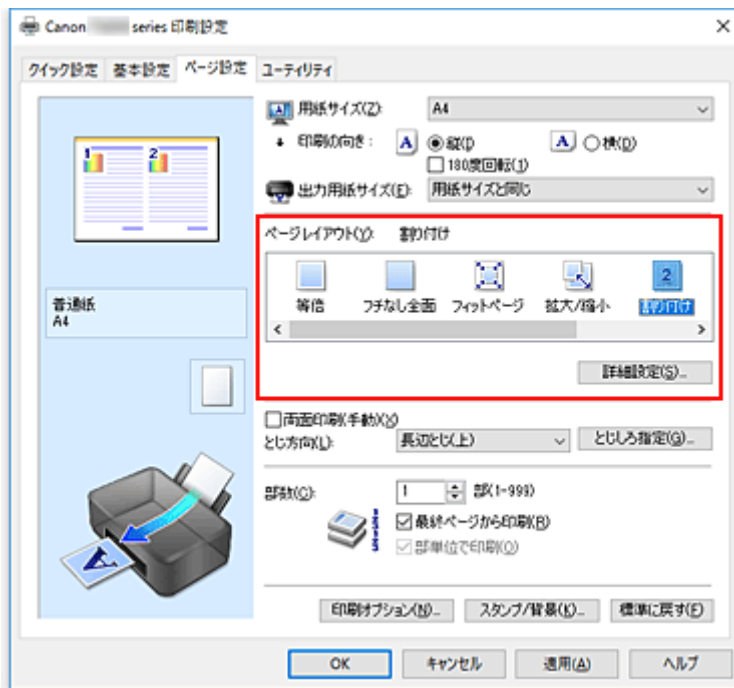 Canon series 印刷設定
クイック設定 基本設定 ページ設定 ユーティリティ
用紙サイズ(Z): A4
印刷の向き: A 縦(I) A 横(D)
180度回転(J)
出力用紙サイズ(E): 用紙サイズと同じ
ページレイアウト(Y): 割り付け
等倍 フチなし全面 フィットページ 拡大/縮小 2 割り付け
詳細設定(S)...
1 2
普通紙
A4
両面印刷(手動)(X)
とじ方向(L): 長辺とじ(上) とじしろ指定(G)...
部数(C): 1 部(1-999)
最終ページから印刷(R)
部単位で印刷(O)
印刷オプション(N)... スタンプ/背景(K)... 標準に戻す(F)
OK キャンセル 適用(A) ヘルプ